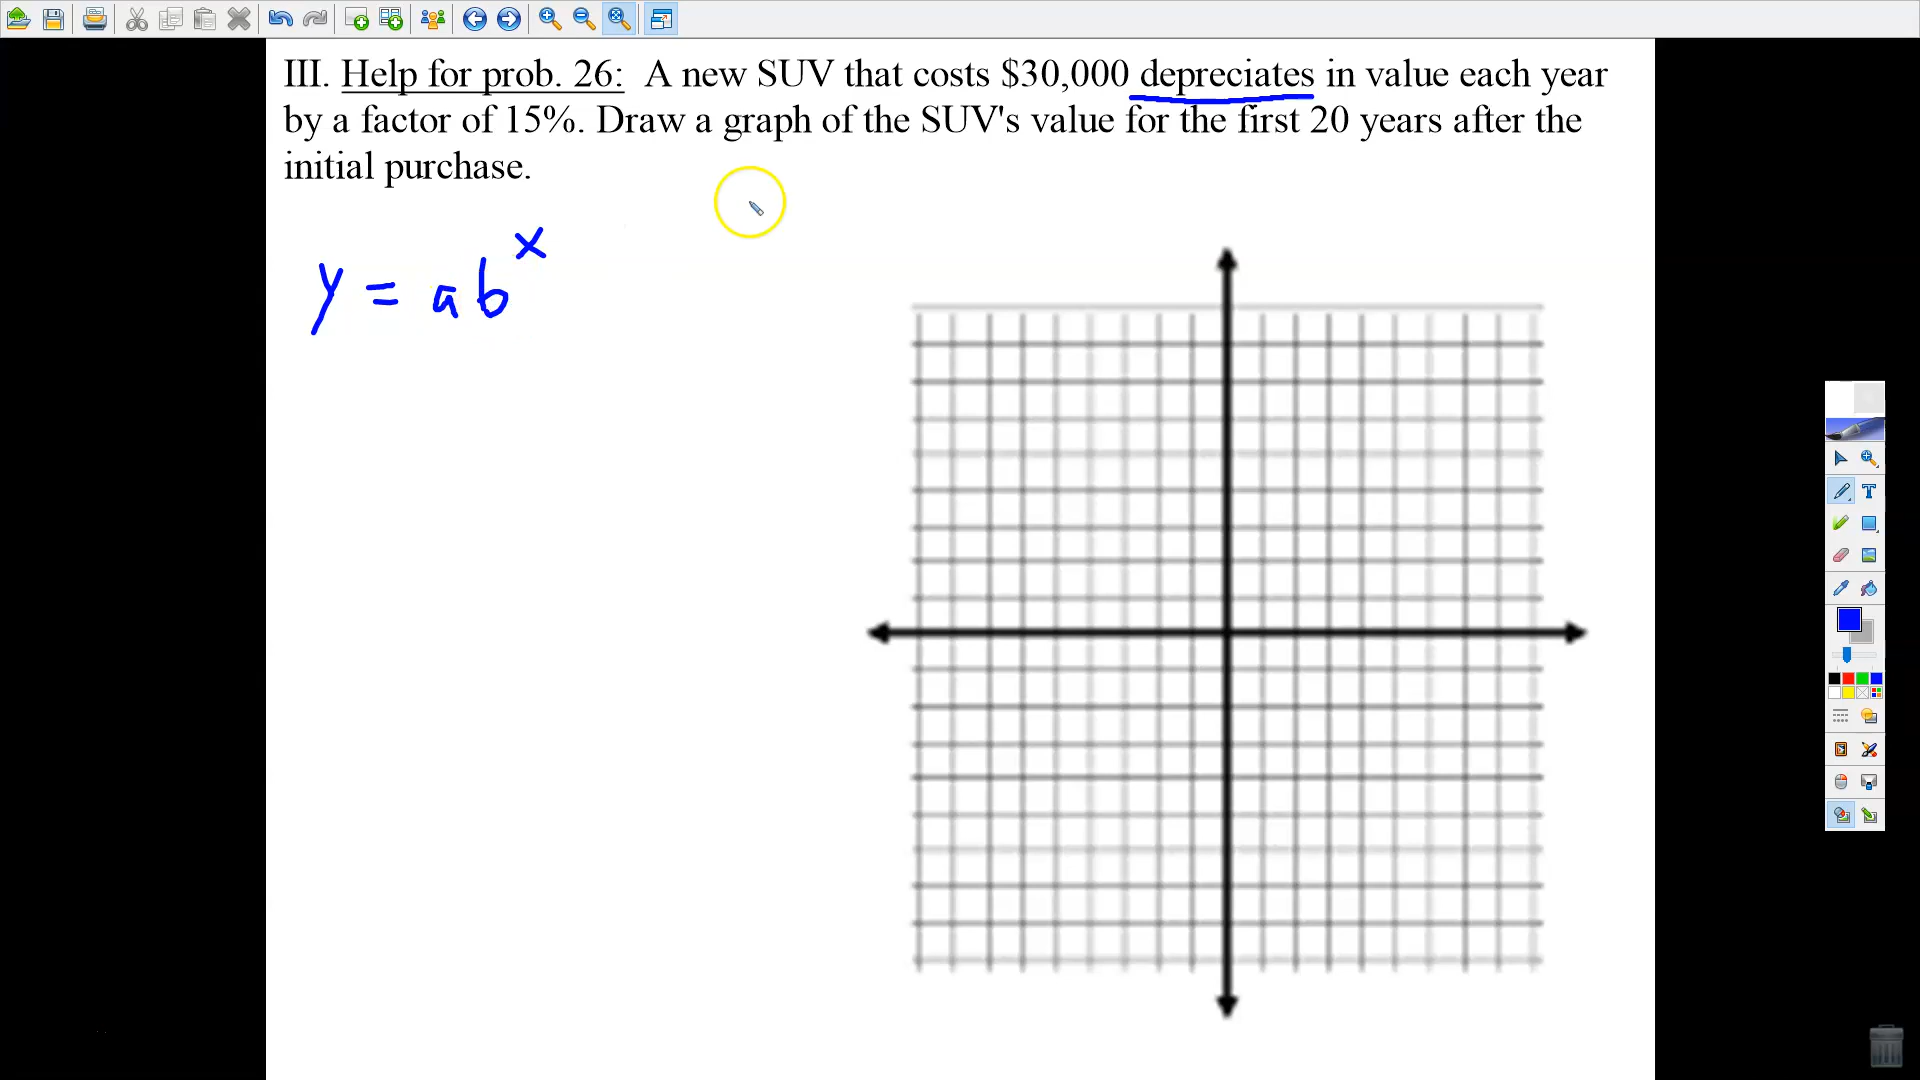 III. Help for prob. 26: A new SUV that costs $30,000 depreciates in value each year
by a factor of 15%. Draw a graph of the SUV's value for the first 20 years after the
initial purchase.
y = ab^x
T